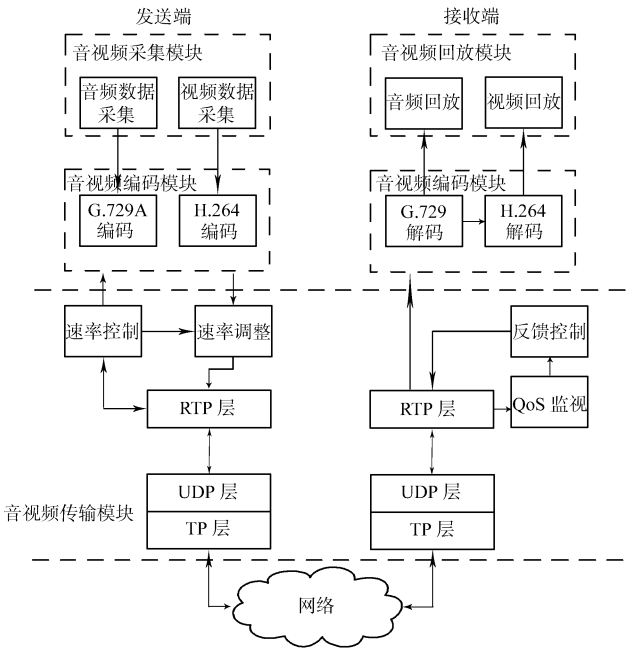 发送端
接收端
音视频采集模块
音视频回放模块
音频数据
采集
视频数据
采集
音频回放
视频回放
音视频编码模块
音视频编码模块
G.729A
编码
H.264
编码
G.729
解码
H.264
解码
速率控制
速率调整
反馈控制
RTP 层
RTP 层
QoS 监视
UDP 层
UDP 层
音视频传输模块
TP 层
TP 层
网络